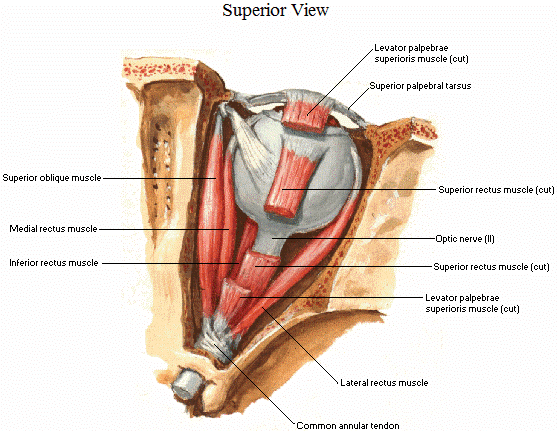 Superior View
Levator palpebrae
superioris muscle (cut)
Superior palpebral tarsus
Superior oblique muscle
Superior rectus muscle (cut)
Medial rectus muscle
Optic nerve (II)
Inferior rectus muscle
Superior rectus muscle (cut)
Levator palpebrae
superioris muscle (cut)
Lateral rectus muscle
Common annular tendon